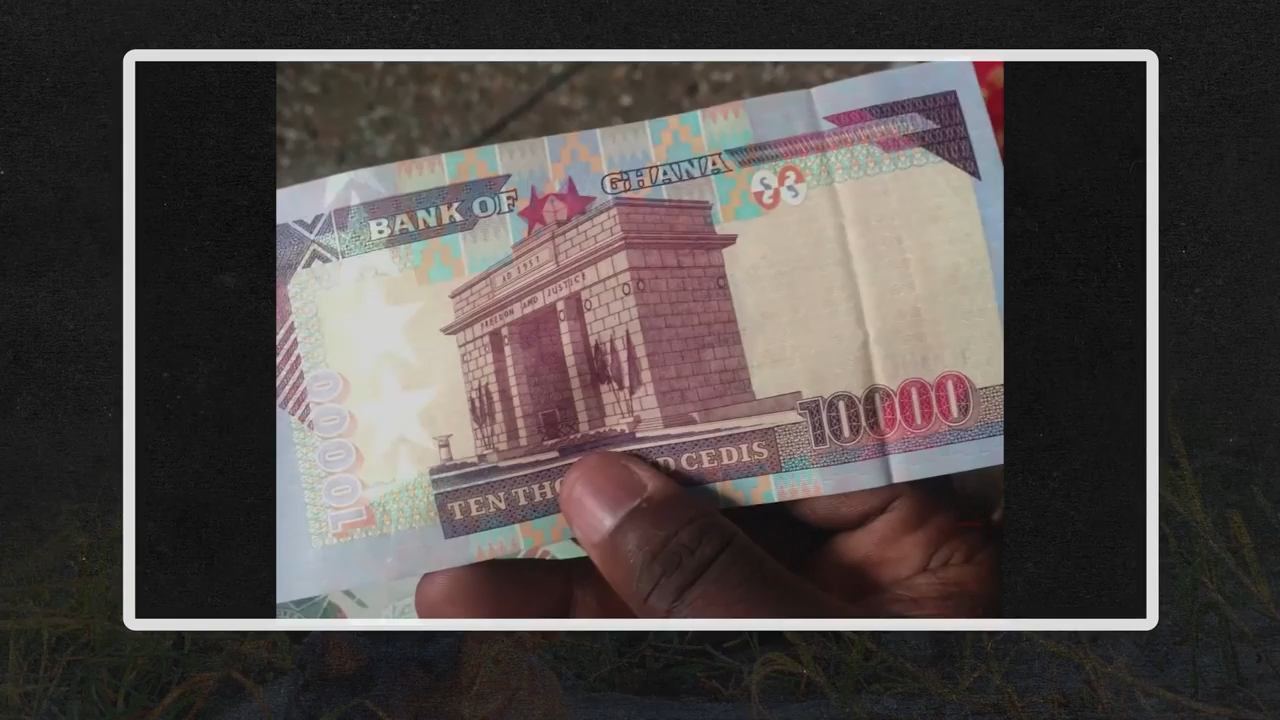 BANK OF GHANA
AD 1957
FREEDOM AND JUSTICE
10000
10000
TEN THO D CEDIS